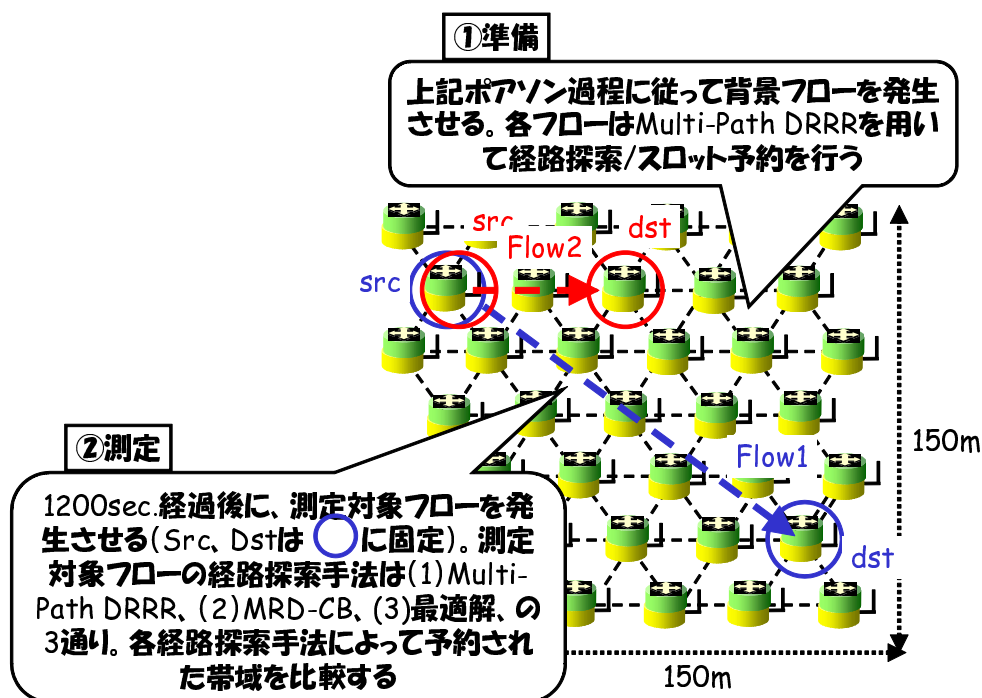 ①準備
上記ポアソン過程に従って背景フローを発生
させる。各フローはMulti-Path DRRRを用い
て経路探索/スロット予約を行う
src
dst
Flow2
src
②測定
Flow1
150m
1200sec.経過後に、測定対象フローを発
生させる(Src、Dstは に固定)。測定
対象フローの経路探索手法は(1)Multi-
Path DRRR、(2)MRD-CB、(3)最適解、の
3通り。各経路探索手法によって予約され
た帯域を比較する
dst
150m